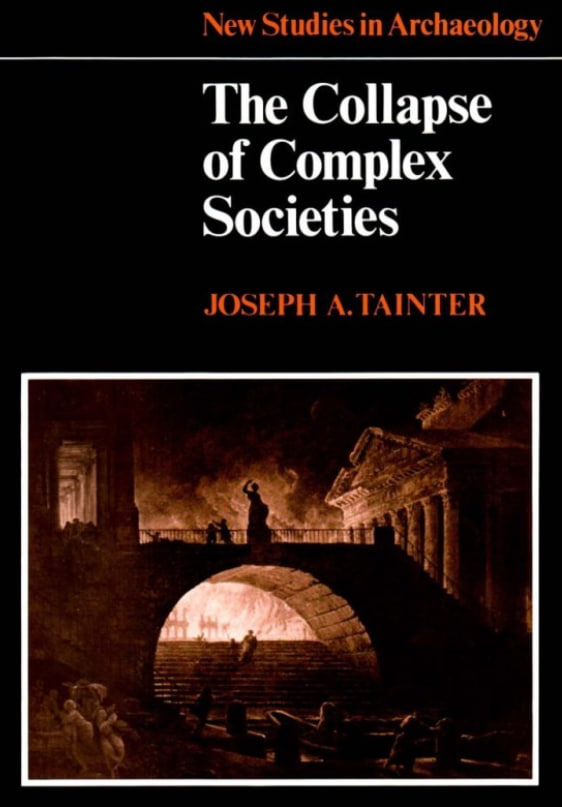 New Studies in Archaeology
The Collapse
of Complex
Societies
JOSEPH A. TAINTER